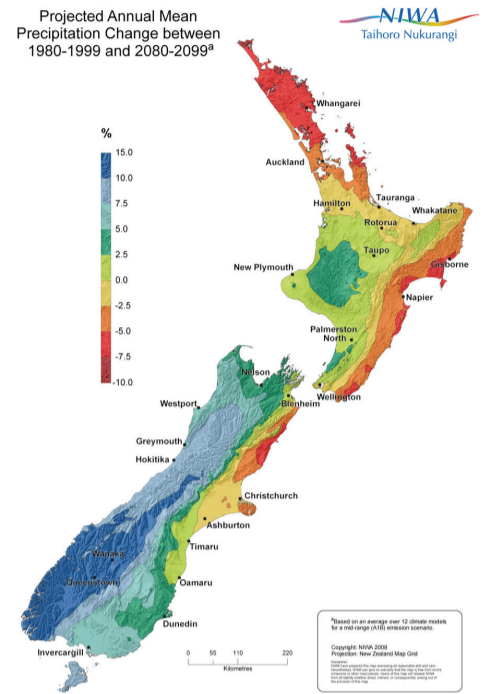 Projected Annual Mean
Precipitation Change between
1980-1999 and 2080-2099ª
NIWA
Taihoro Nukurangi
%
15.0
10.0
7.5
5.0
2.5
0.0
-2.5
-5.0
-7.5
-10.0
Whangarei
Auckland
Hamilton
Tauranga
Whakatane
Rotorua
Taupo
New Plymouth
Gisborne
Napier
Palmerston
North
Nelson
Wellington
Westport
Blenheim
Greymouth
Hokitika
Christchurch
Ashburton
Wanaka
Timaru
Queenstown
Oamaru
Dunedin
Invercargill
0 55 110 220
Kilometres
ªBased on an average over 12 climate models
for a mid-range (A1B) emission scenario.
Copyright: NIWA 2008
Projection: New Zealand Map Grid
Disclaimer